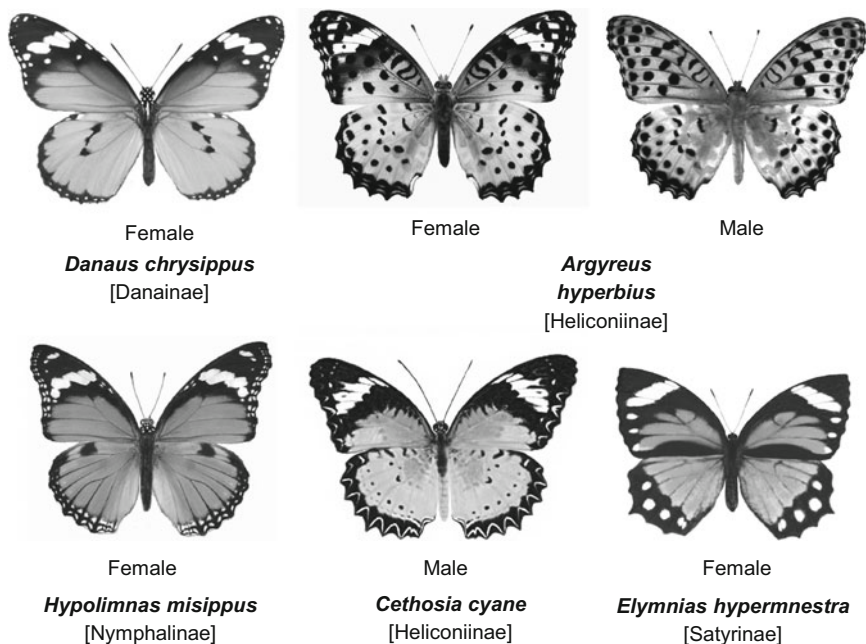 Female
Female
Male
Danaus chrysippus
[Danainae]
Argyreus
hyperbius
[Heliconiinae]
Female
Male
Female
Hypolimnas misippus
[Nymphalinae]
Cethosia cyane
[Heliconiinae]
Elymnias hypermnestra
[Satyrinae]